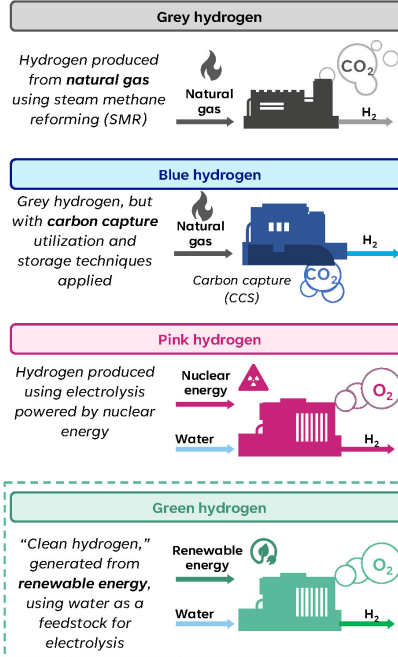 Grey hydrogen
Hydrogen produced
from natural gas
using steam methane
reforming (SMR)
Natural
gas
CO2
H2
Blue hydrogen
Grey hydrogen, but
with carbon capture
utilization and
storage techniques
applied
Natural
gas
H2
Carbon capture
(CCS)
CO2
Pink hydrogen
Hydrogen produced
using electrolysis
powered by nuclear
energy
Nuclear
energy
Water
O2
H2
Green hydrogen
“Clean hydrogen,”
generated from
renewable energy,
using water as a
feedstock for
electrolysis
Renewable
energy
Water
O2
H2